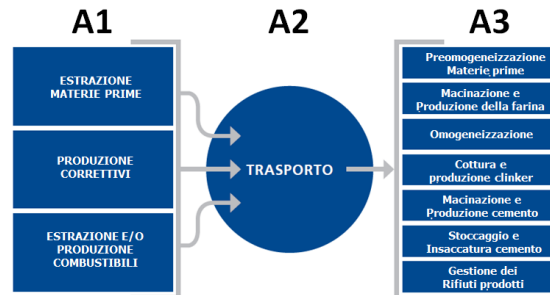 A1
A2
A3
ESTRAZIONE
MATERIE PRIME
PRODUZIONE
CORRETTIVI
ESTRAZIONE E/O
PRODUZIONE
COMBUSTIBILI
TRASPORTO
Preomogeneizzazione
Materie prime
Macinazione e
Produzione della farina
Omogeneizzazione
Cottura e
produzione clinker
Macinazione e
Produzione cemento
Stoccaggio e
Insaccatura cemento
Gestione dei
Rifiuti prodotti